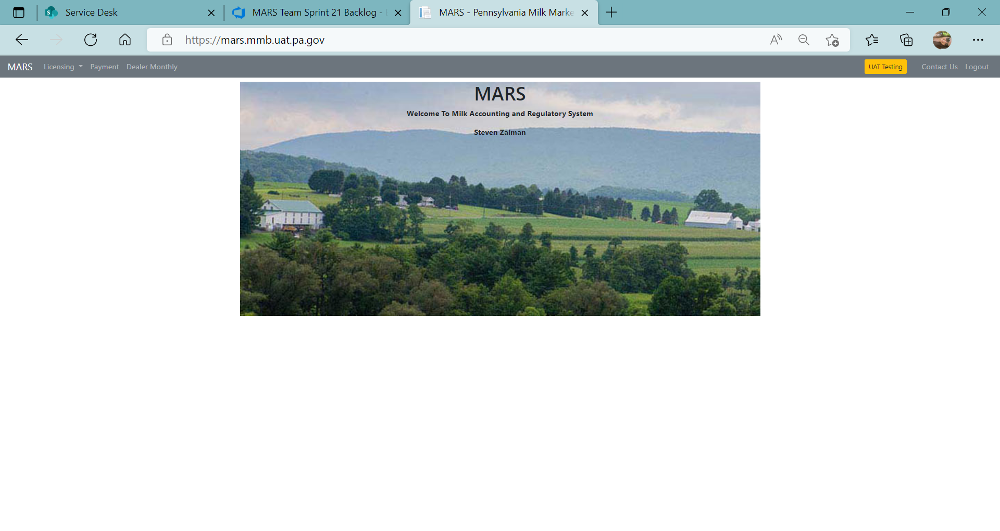 Service Desk
MARS Team Sprint 21 Backlog -
MARS - Pennsylvania Milk Marke
https://mars.mmb.uat.pa.gov
MARS Licensing Payment Dealer Monthly UAT Testing Contact Us Logout
MARS
Welcome To Milk Accounting and Regulatory System
Steven Zalman